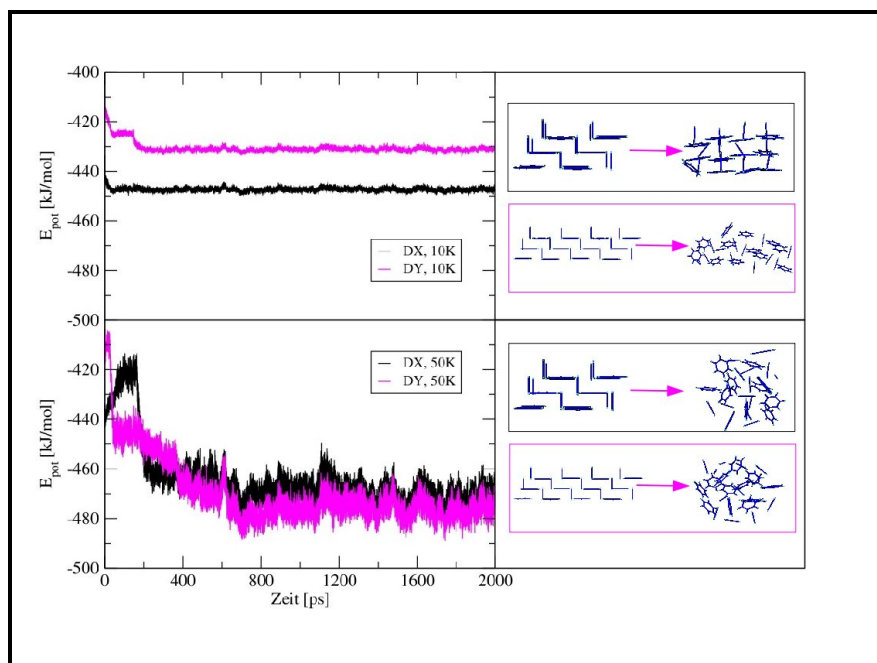 -400
-420
-440
-460
-480
-500
E_pot [kJ/mol]
DX, 10K
DY, 10K
-420
-440
-460
-480
-500
E_pot [kJ/mol]
DX, 50K
DY, 50K
0 400 800 1200 1600 2000
Zeit [ps]